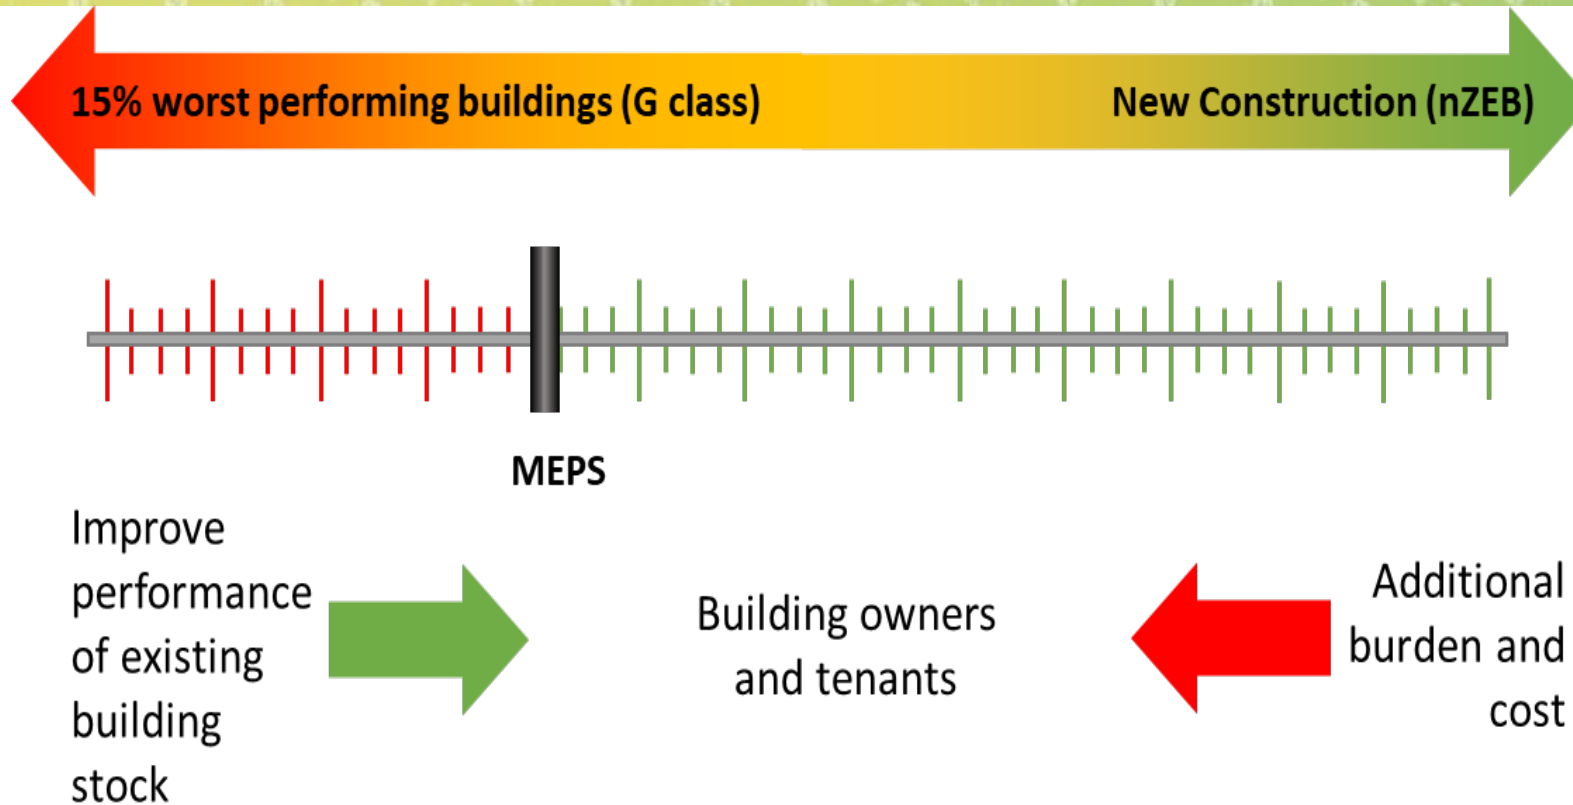 15% worst performing buildings (G class)
New Construction (nZEB)
MEPS
Improve
performance
of existing
building
stock
Building owners
and tenants
Additional
burden and
cost